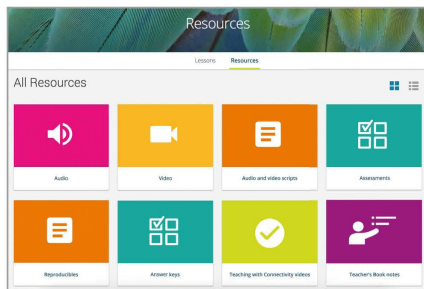 Resources
Lessons Resources
All Resources
Audio
Video
Audio and video scripts
Assessments
Reproducibles
Answer keys
Teaching with Connectivity videos
Teacher's Book notes